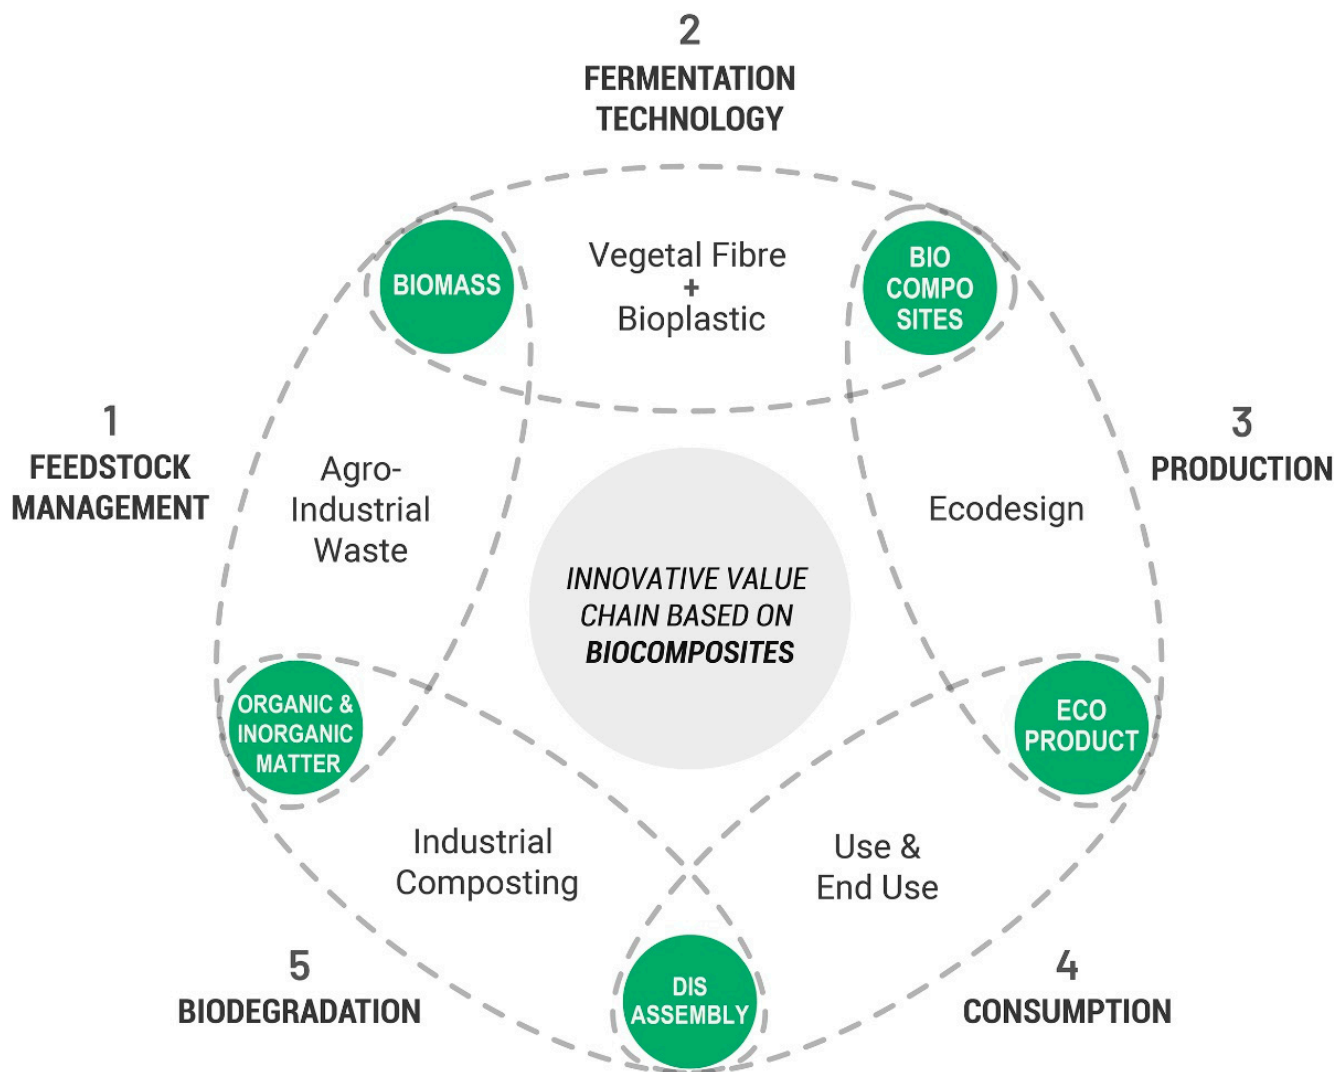 2
FERMENTATION
TECHNOLOGY
BIOMASS
Vegetal Fibre
+
Bioplastic
BIO
COMPO
SITES
1
FEEDSTOCK
MANAGEMENT
Agro-
Industrial
Waste
Ecodesign
3
PRODUCTION
INNOVATIVE VALUE
CHAIN BASED ON
BIOCOMPOSITES
ORGANIC &
INORGANIC
MATTER
ECO
PRODUCT
Industrial
Composting
Use &
End Use
5
BIODEGRADATION
DIS
ASSEMBLY
4
CONSUMPTION